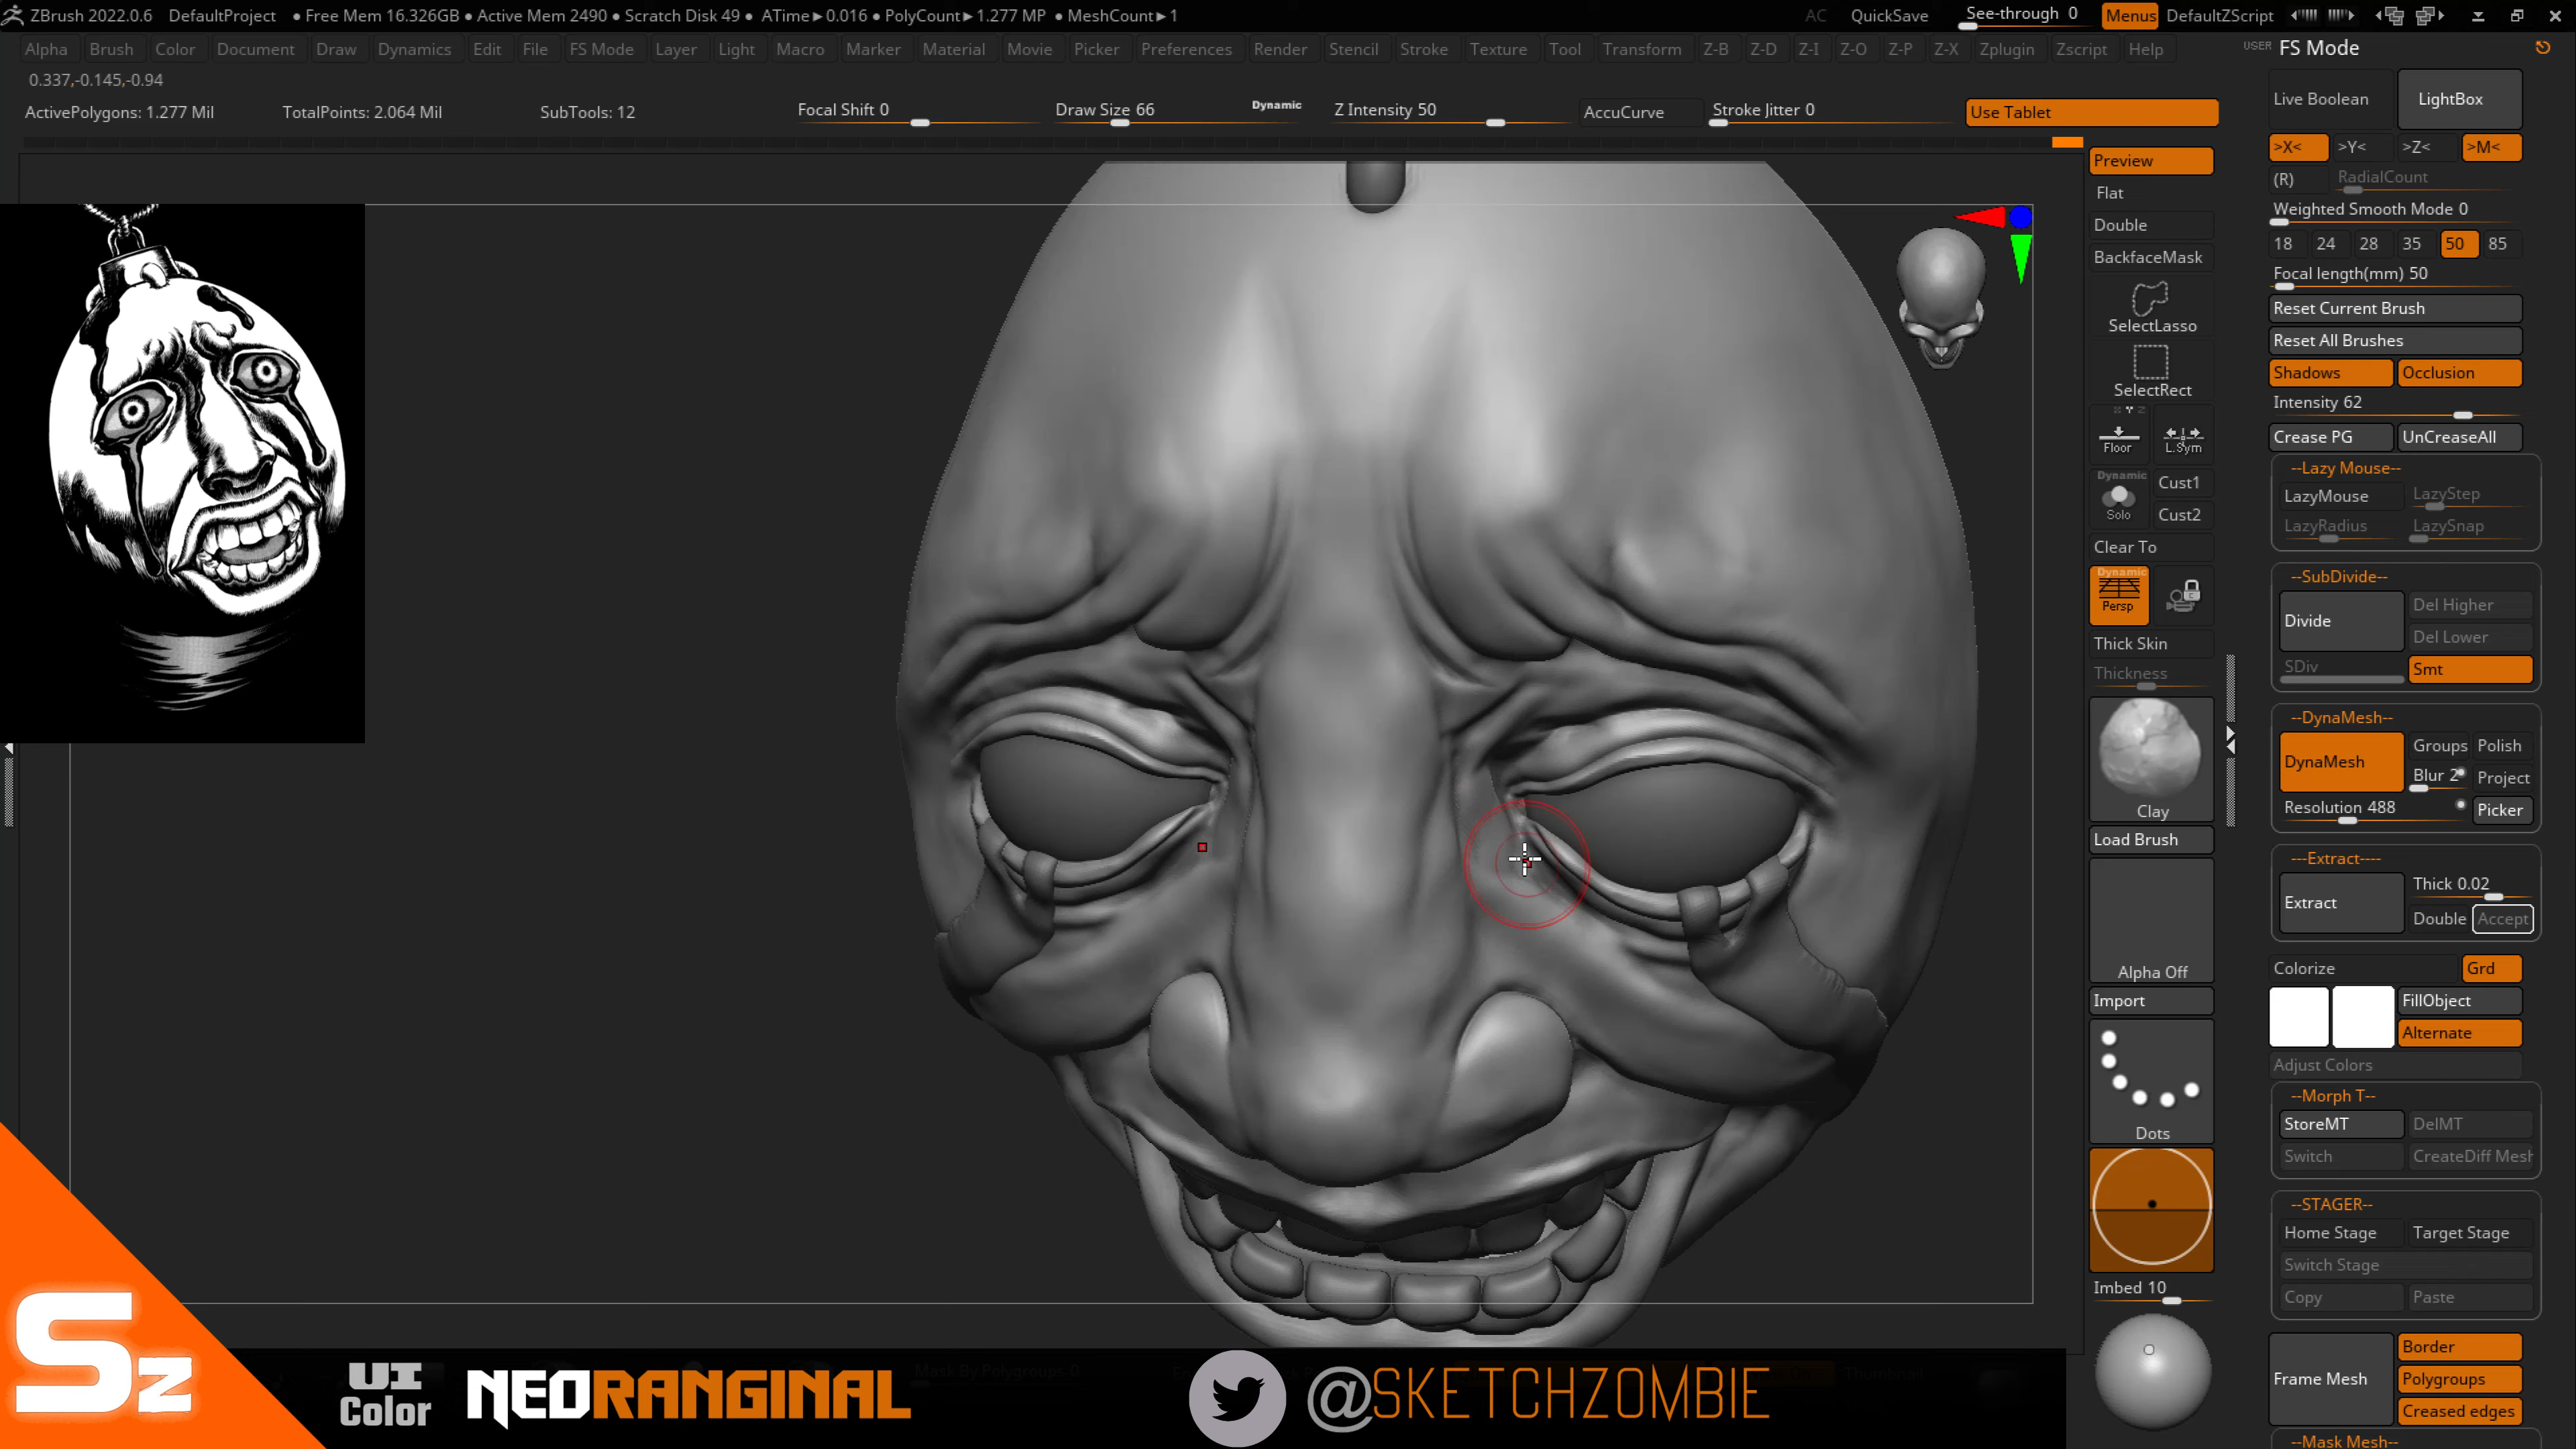 ZBrush 2022.0.6 DefaultProject • Free Mem 16.326GB • Active Mem 2490 • Scratch Disk 49 • ATime►0.016 • PolyCount►1.277 MP • MeshCount►1
AC QuickSave See-through 0 Menus DefaultZScript
Alpha Brush Color Document Draw Dynamics Edit File FS Mode Layer Light Macro Marker Material Movie Picker Preferences Render Stencil Stroke Texture Tool Transform Z-B Z-D Z-I Z-O Z-P Z-X Zplugin Zscript Help
0.337,-0.145,-0.94
ActivePolygons: 1.277 Mil TotalPoints: 2.064 Mil SubTools: 12 Focal Shift 0 Draw Size 66 Dynamic Z Intensity 50 AccuCurve Stroke Jitter 0 Use Tablet
Preview
Flat
Double
BackfaceMask
SelectLasso
SelectRect
Floor L.Sym
Dynamic
Solo
Cust1
Cust2
Clear To
Dynamic
Persp
Thick Skin
Thickness
Clay
Load Brush
Alpha Off
Import
Dots
Imbed 10
USER FS Mode
Live Boolean LightBox
>X< >Y< >Z< >M<
(R) RadialCount
Weighted Smooth Mode 0
18 24 28 35 50 85
Focal length(mm) 50
Reset Current Brush
Reset All Brushes
Shadows Occlusion
Intensity 62
Crease PG UnCreaseAll
--Lazy Mouse--
LazyMouse LazyStep
LazyRadius LazySnap
--SubDivide--
Divide Del Higher
Del Lower
SDiv Smt
--DynaMesh--
DynaMesh Groups Polish
Blur 2 Project
Resolution 488 Picker
---Extract----
Extract Thick 0.02
Double Accept
Colorize Grd
FillObject
Alternate
Adjust Colors
--Morph T--
StoreMT DelMT
Switch CreateDiff Mesh
--STAGER--
Home Stage Target Stage
Switch Stage
Copy Paste
Frame Mesh Border
Polygroups
Creased edges
--Mask Mesh--
Mask By Polygroups 0
Thumbnail
Sz
UI
Color
NEORANGINAL
@SKETCHZOMBIE